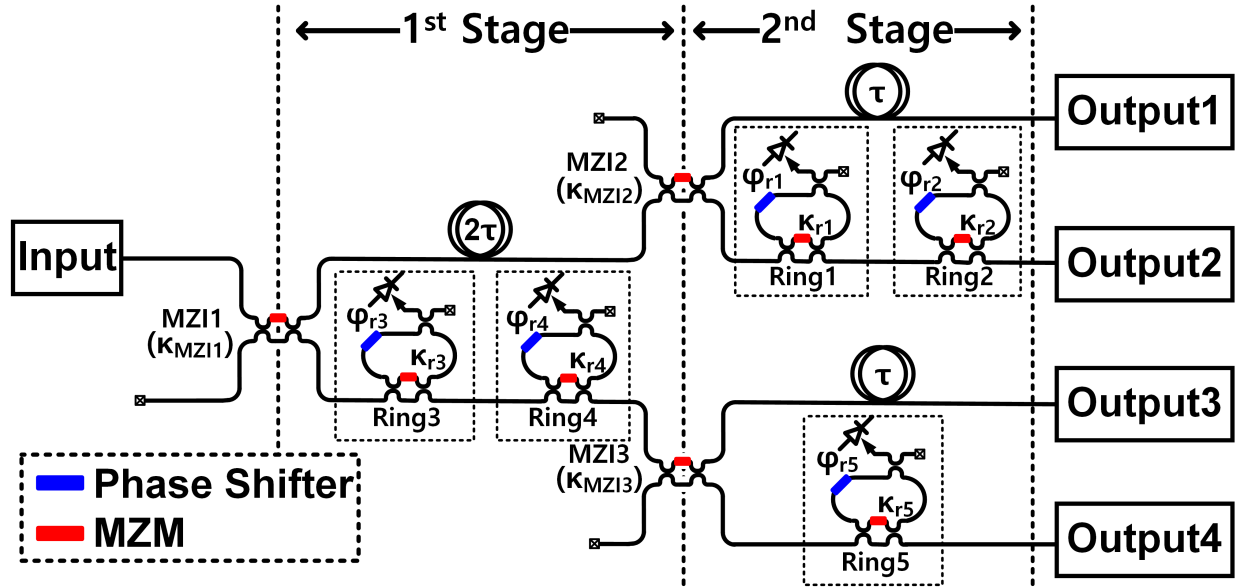 1st Stage
2nd Stage
τ
Output1
MZI2
(κMZI2)
φr1
κr1
Ring1
φr2
κr2
Ring2
Output2
Input
2τ
MZI1
(κMZI1)
φr3
κr3
Ring3
φr4
κr4
Ring4
τ
Output3
MZI3
(κMZI3)
φr5
κr5
Ring5
Output4
Phase Shifter
MZM